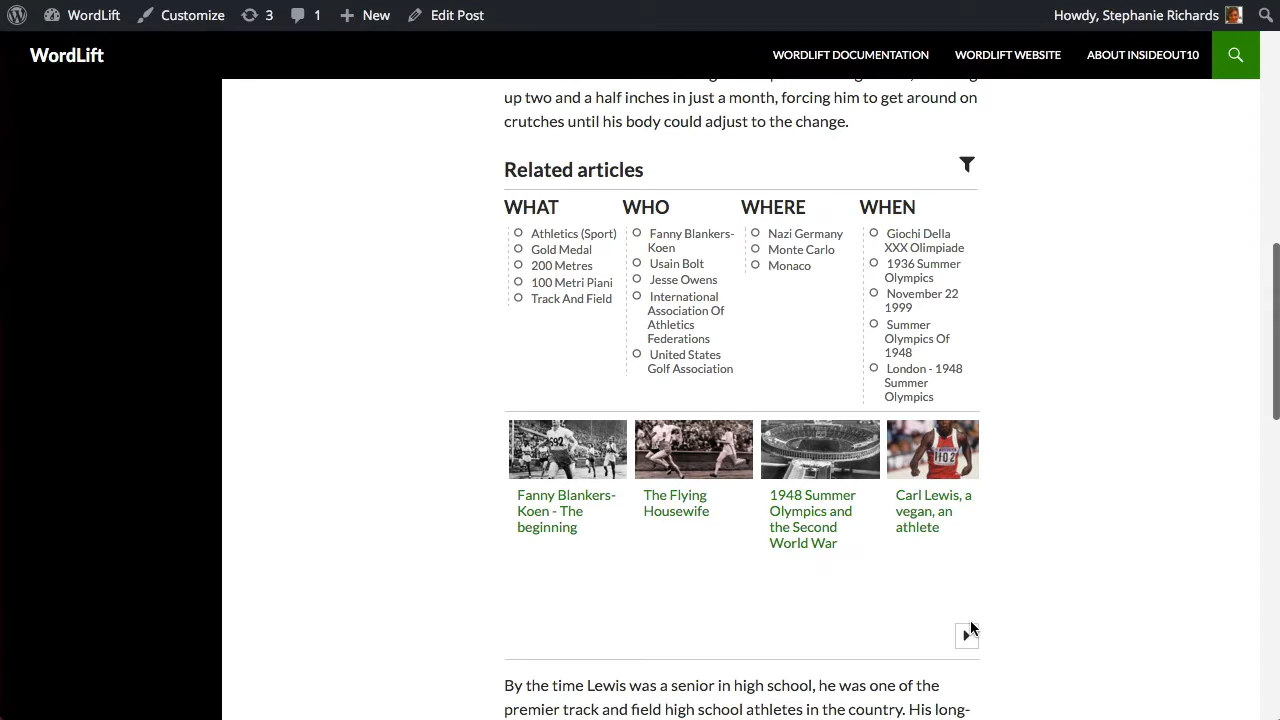 WordLift
Customize
3
1
New
Edit Post
Howdy, Stephanie Richards
WordLift
WORDLIFT DOCUMENTATION
WORDLIFT WEBSITE
ABOUT INSIDEOUT10
up two and a half inches in just a month, forcing him to get around on
crutches until his body could adjust to the change.
Related articles
WHAT
Athletics (Sport)
Gold Medal
200 Metres
100 Metri Piani
Track And Field
WHO
Fanny Blankers-
Koen
Usain Bolt
Jesse Owens
International
Association Of
Athletics
Federations
United States
Golf Association
WHERE
Nazi Germany
Monte Carlo
Monaco
WHEN
Giochi Della
XXX Olimpiade
1936 Summer
Olympics
November 22
1999
Summer
Olympics Of
1948
London - 1948
Summer
Olympics
592
1102
Fanny Blankers-
Koen - The
beginning
The Flying
Housewife
1948 Summer
Olympics and
the Second
World War
Carl Lewis, a
vegan, an
athlete
By the time Lewis was a senior in high school, he was one of the
premier track and field high school athletes in the country. His long-